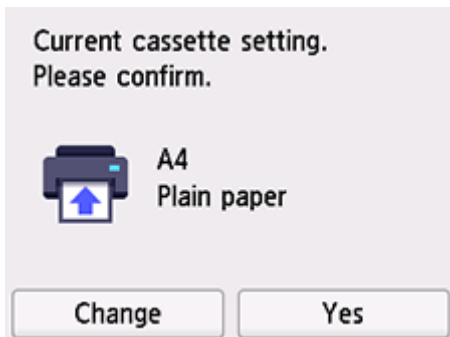 Current cassette setting.
Please confirm.
A4
Plain paper
Change
Yes